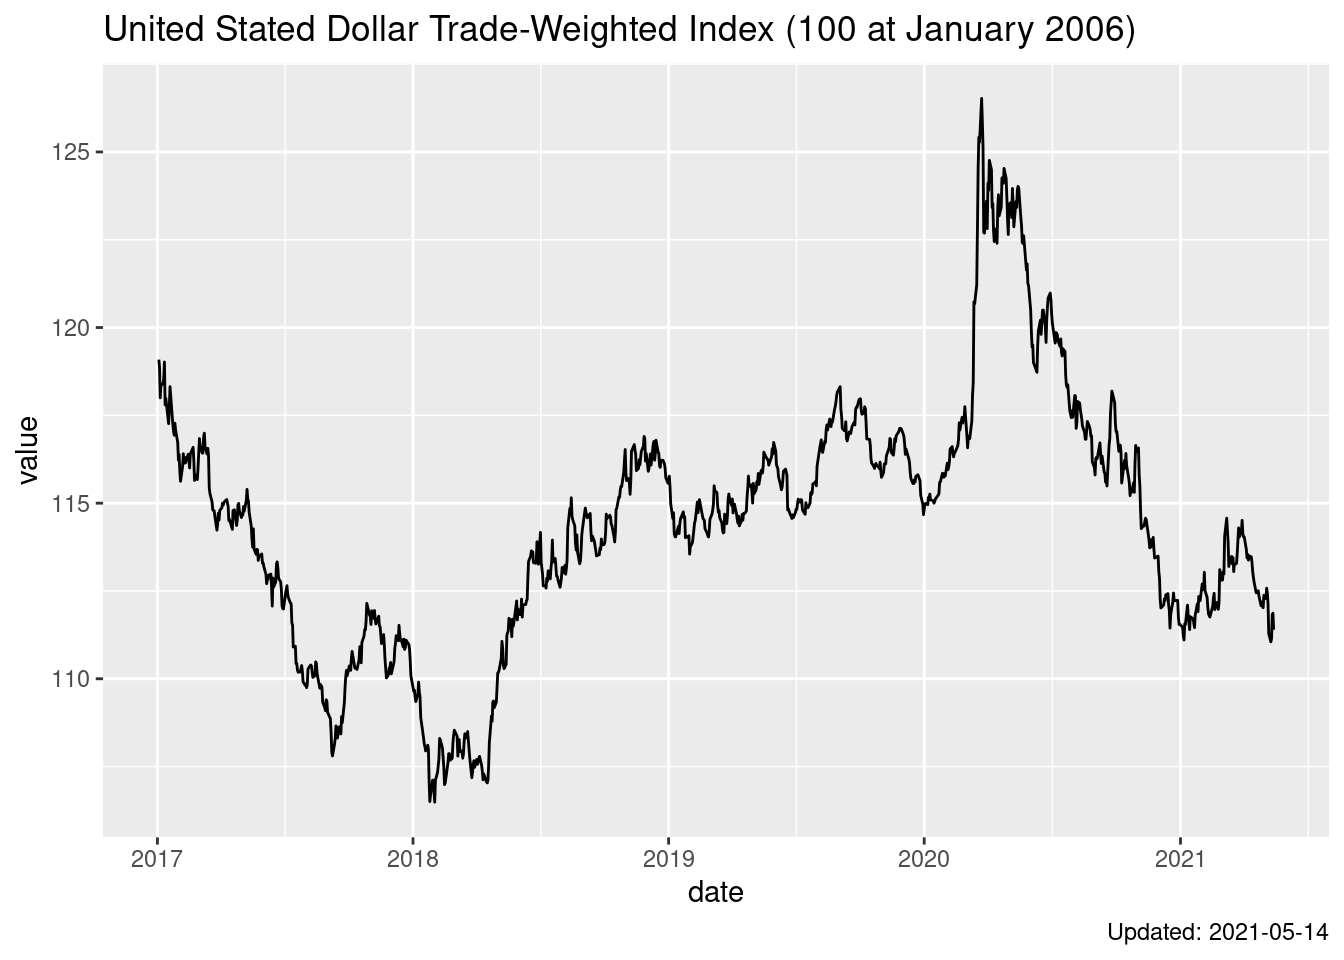 United Stated Dollar Trade-Weighted Index (100 at January 2006)
125
120
115
110
value
2017 2018 2019 2020 2021
date
Updated: 2021-05-14